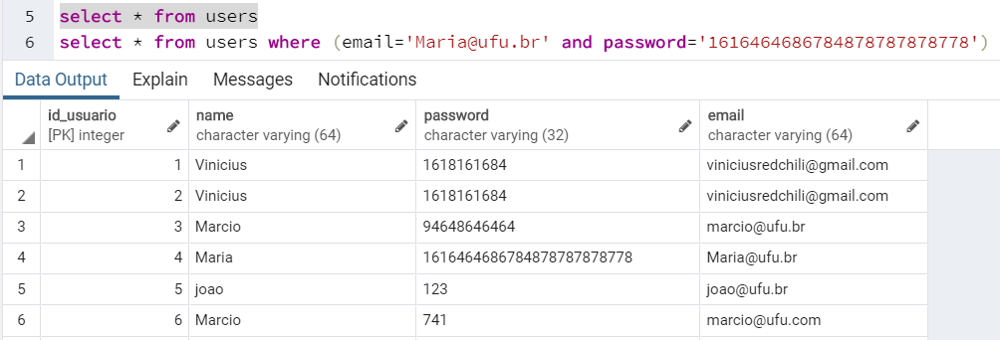 5 select * from users
6 select * from users where (email='Maria@ufu.br' and password='1616464686784878787878778')
Data Output Explain Messages Notifications
id_usuario name password email
[PK] integer character varying (64) character varying (32) character varying (64)
1 1 Vinicius 1618161684 viniciusredchili@gmail.com
2 2 Vinicius 1618161684 viniciusredchili@gmail.com
3 3 Marcio 94648646464 marcio@ufu.br
4 4 Maria 1616464686784878787878778 Maria@ufu.br
5 5 joao 123 joao@ufu.br
6 6 Marcio 741 marcio@ufu.com